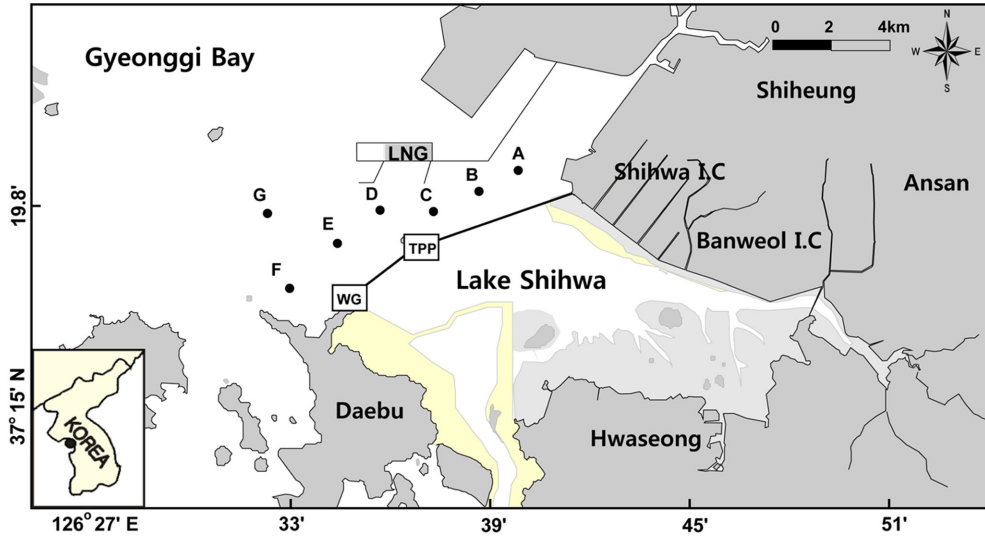 Gyeonggi Bay
0 2 4km
N
W E
S
Shiheung
LNG
A
Shihwa I.C
B
Ansan
G
D
C
19.8'
E
Banweol I.C
TPP
F
Lake Shihwa
WG
37° 15' N
Daebu
KOREA
Hwaseong
126° 27' E
33'
39'
45'
51'